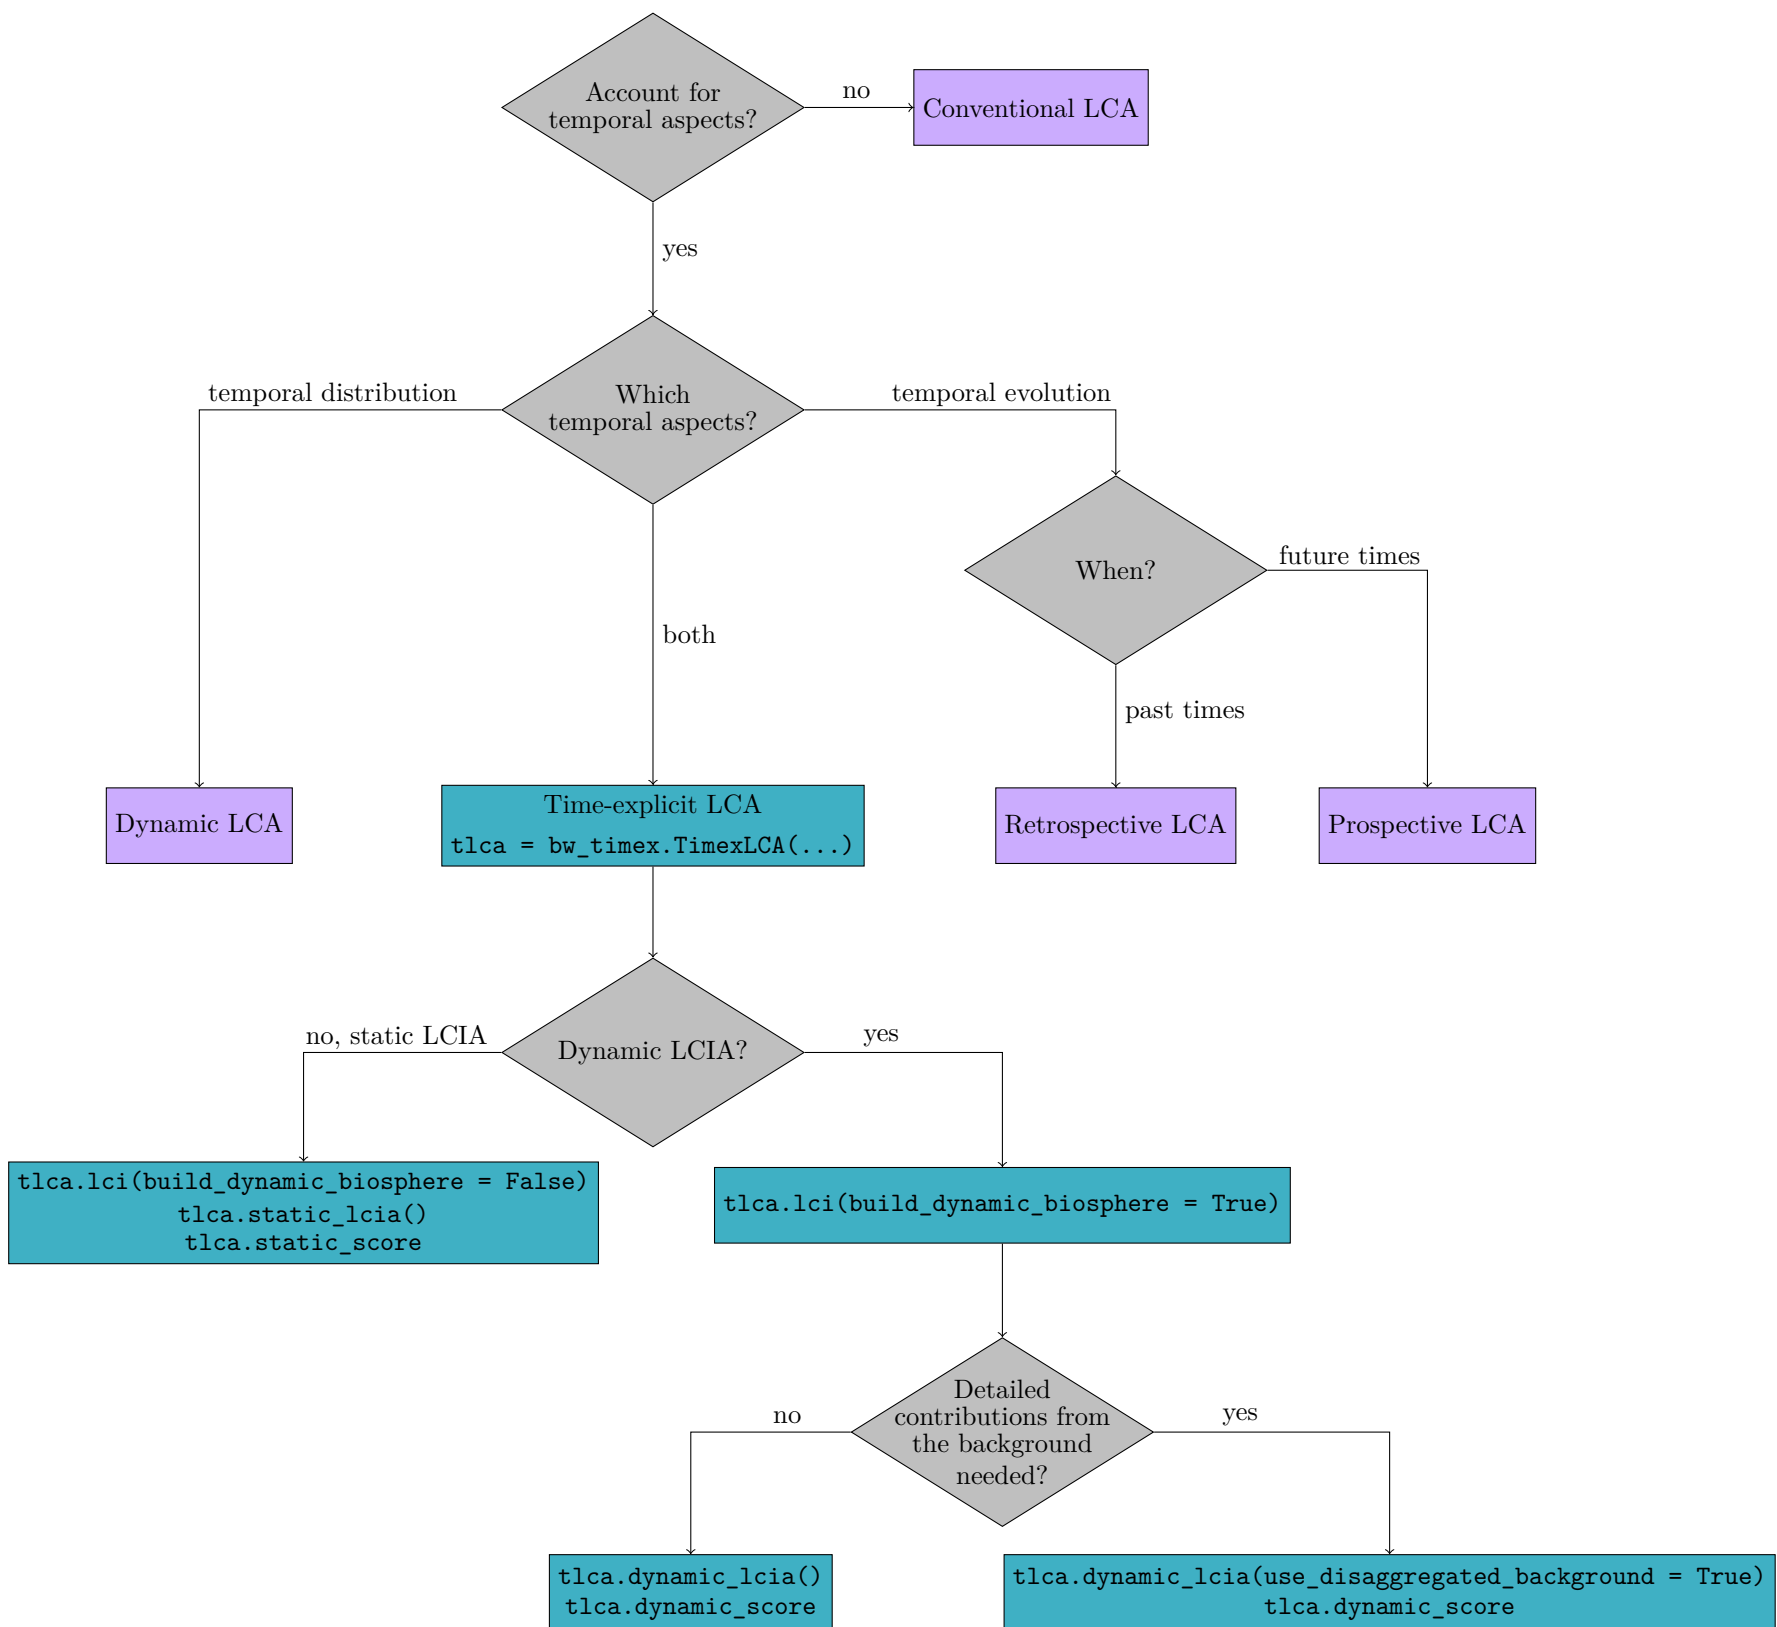 Account for
temporal aspects?
no
Conventional LCA
yes
temporal distribution
Which
temporal aspects?
temporal evolution
When?
future times
both
past times
Dynamic LCA
Time-explicit LCA
tlca = bw_timex.TimexLCA(...)
Retrospective LCA
Prospective LCA
no, static LCIA
Dynamic LCIA?
yes
tlca.lci(build_dynamic_biosphere = False)
tlca.static_lcia()
tlca.static_score
tlca.lci(build_dynamic_biosphere = True)
no
Detailed
contributions from
the background
needed?
yes
tlca.dynamic_lcia()
tlca.dynamic_score
tlca.dynamic_lcia(use_disaggregated_background = True)
tlca.dynamic_score